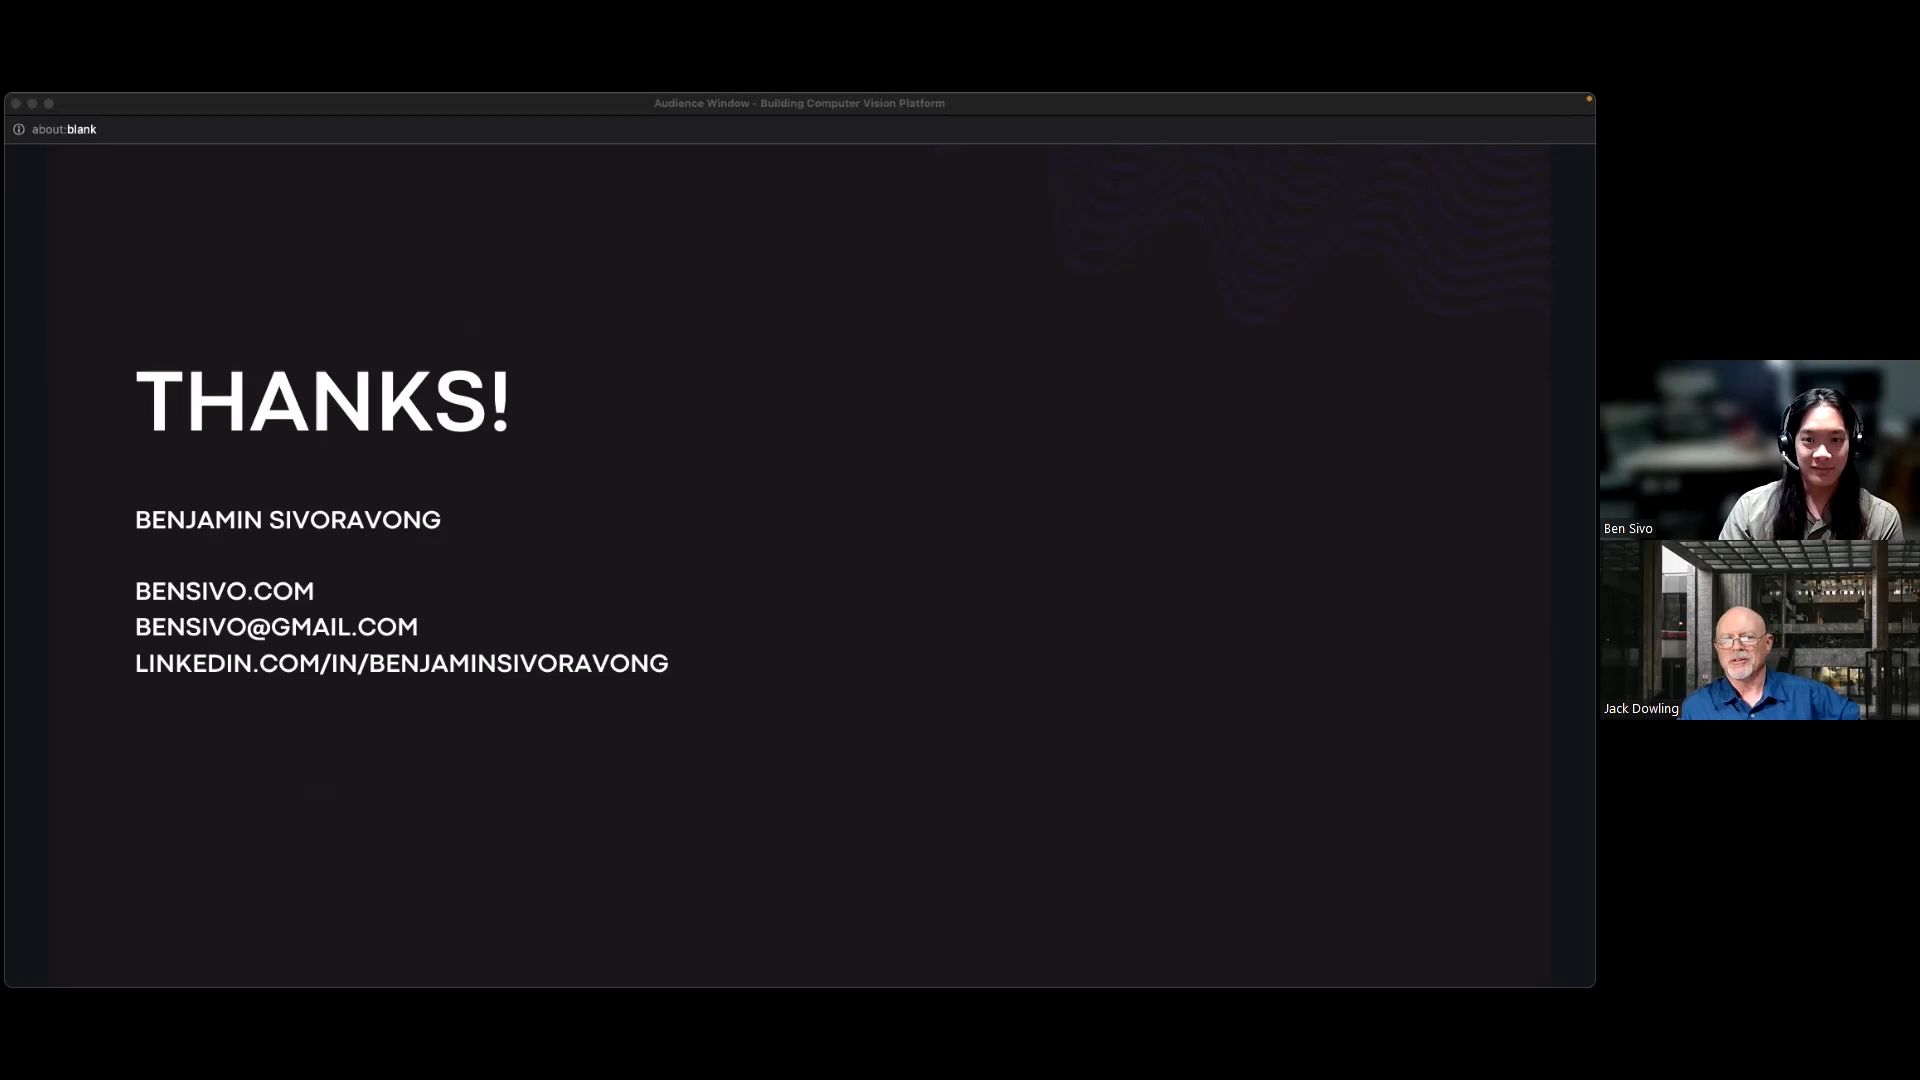 Audience Window - Building Computer Vision Platform
about:blank
THANKS!
BENJAMIN SIVORAVONG
BENSIVO.COM
BENSIVO@GMAIL.COM
LINKEDIN.COM/IN/BENJAMINSIVORAVONG
Ben Sivo
Jack Dowling